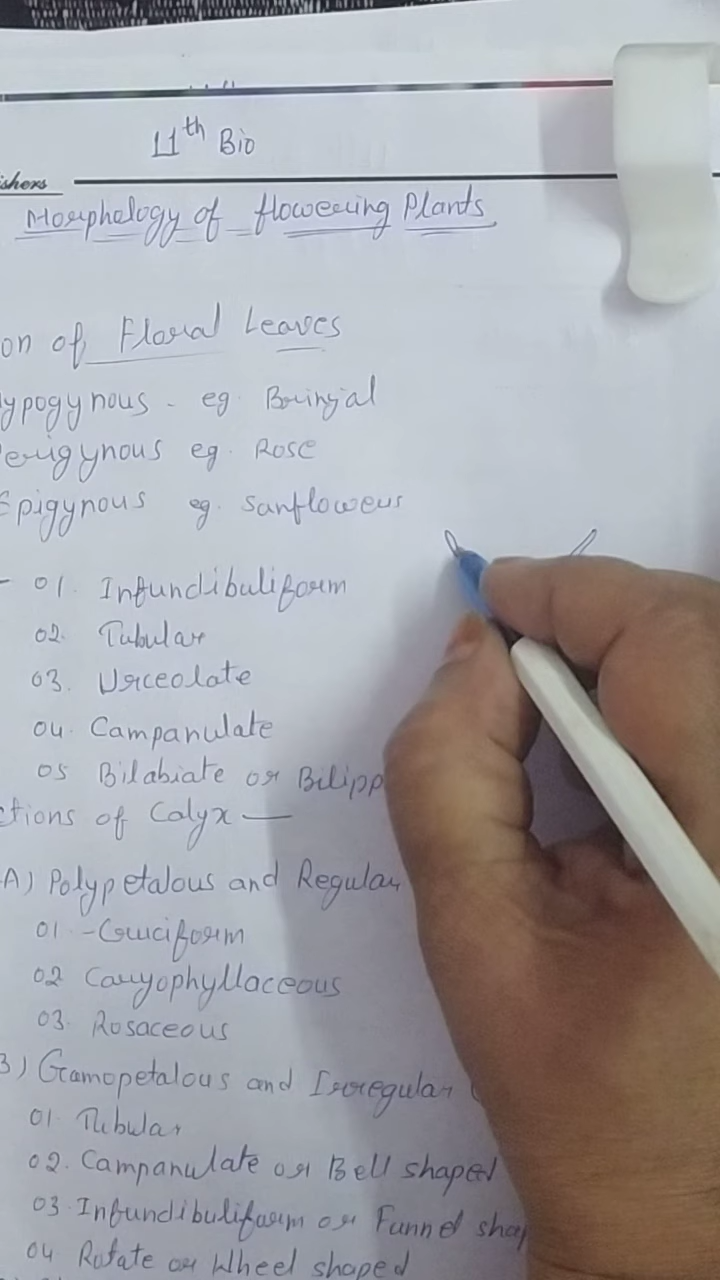 11th Bio
ishers
Morphology of flowering Plants
on of Floral Leaves
ypogynous - eg. Brinjal
erigynous eg. Rose
Epigynous eg. Sanflowers
01. Infundibuliform
02. Tubular
03. Urceolate
04. Campanulate
05 Bilabiate or Bilipp
ctions of Calyx —
A) Polypetalous and Regular
01 - Cruciform
02 Caryophyllaceous
03. Rosaceous
B) Gamopetalous and Irregular (
01. Tubular
02. Campanulate or Bell shaped
03. Infundibuliform or Funnel shap
04 Rotate or Wheel shaped